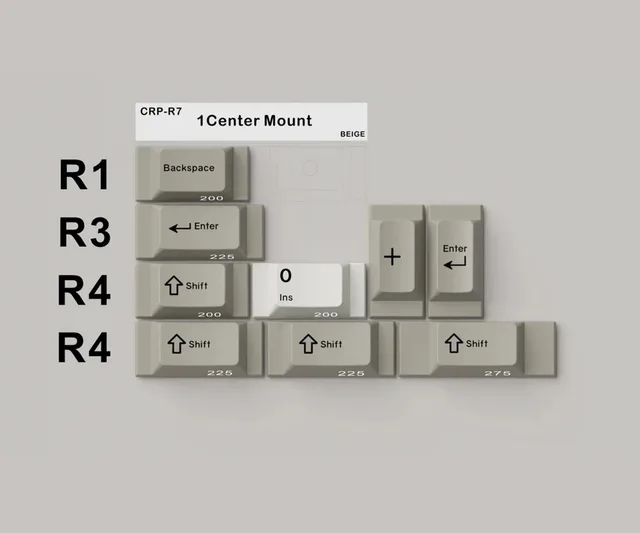 CRP-R7
1Center Mount
BEIGE
R1
Backspace
200
R3
Enter
225
+
Enter
R4
Shift
200
0
Ins
200
R4
Shift
225
Shift
225
Shift
275